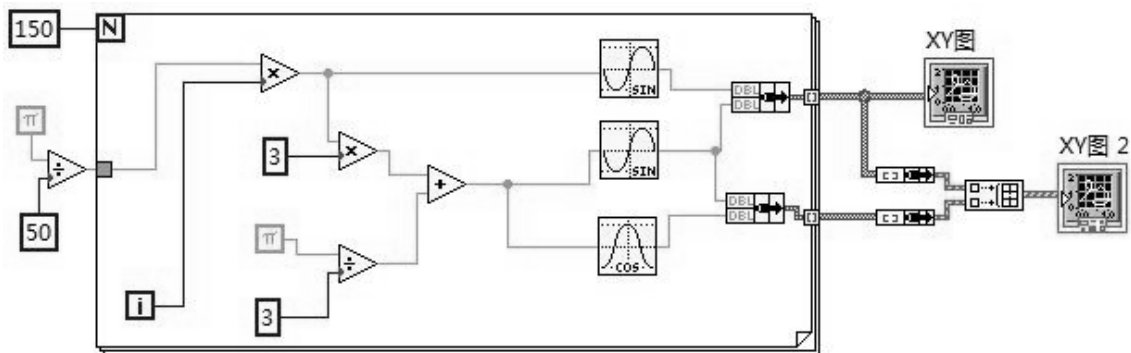 150
N
XY图
SIN
DBL
DBL
π
×
÷
3
×
SIN
XY图 2
50
+
DBL
DBL
π
÷
COS
i
3